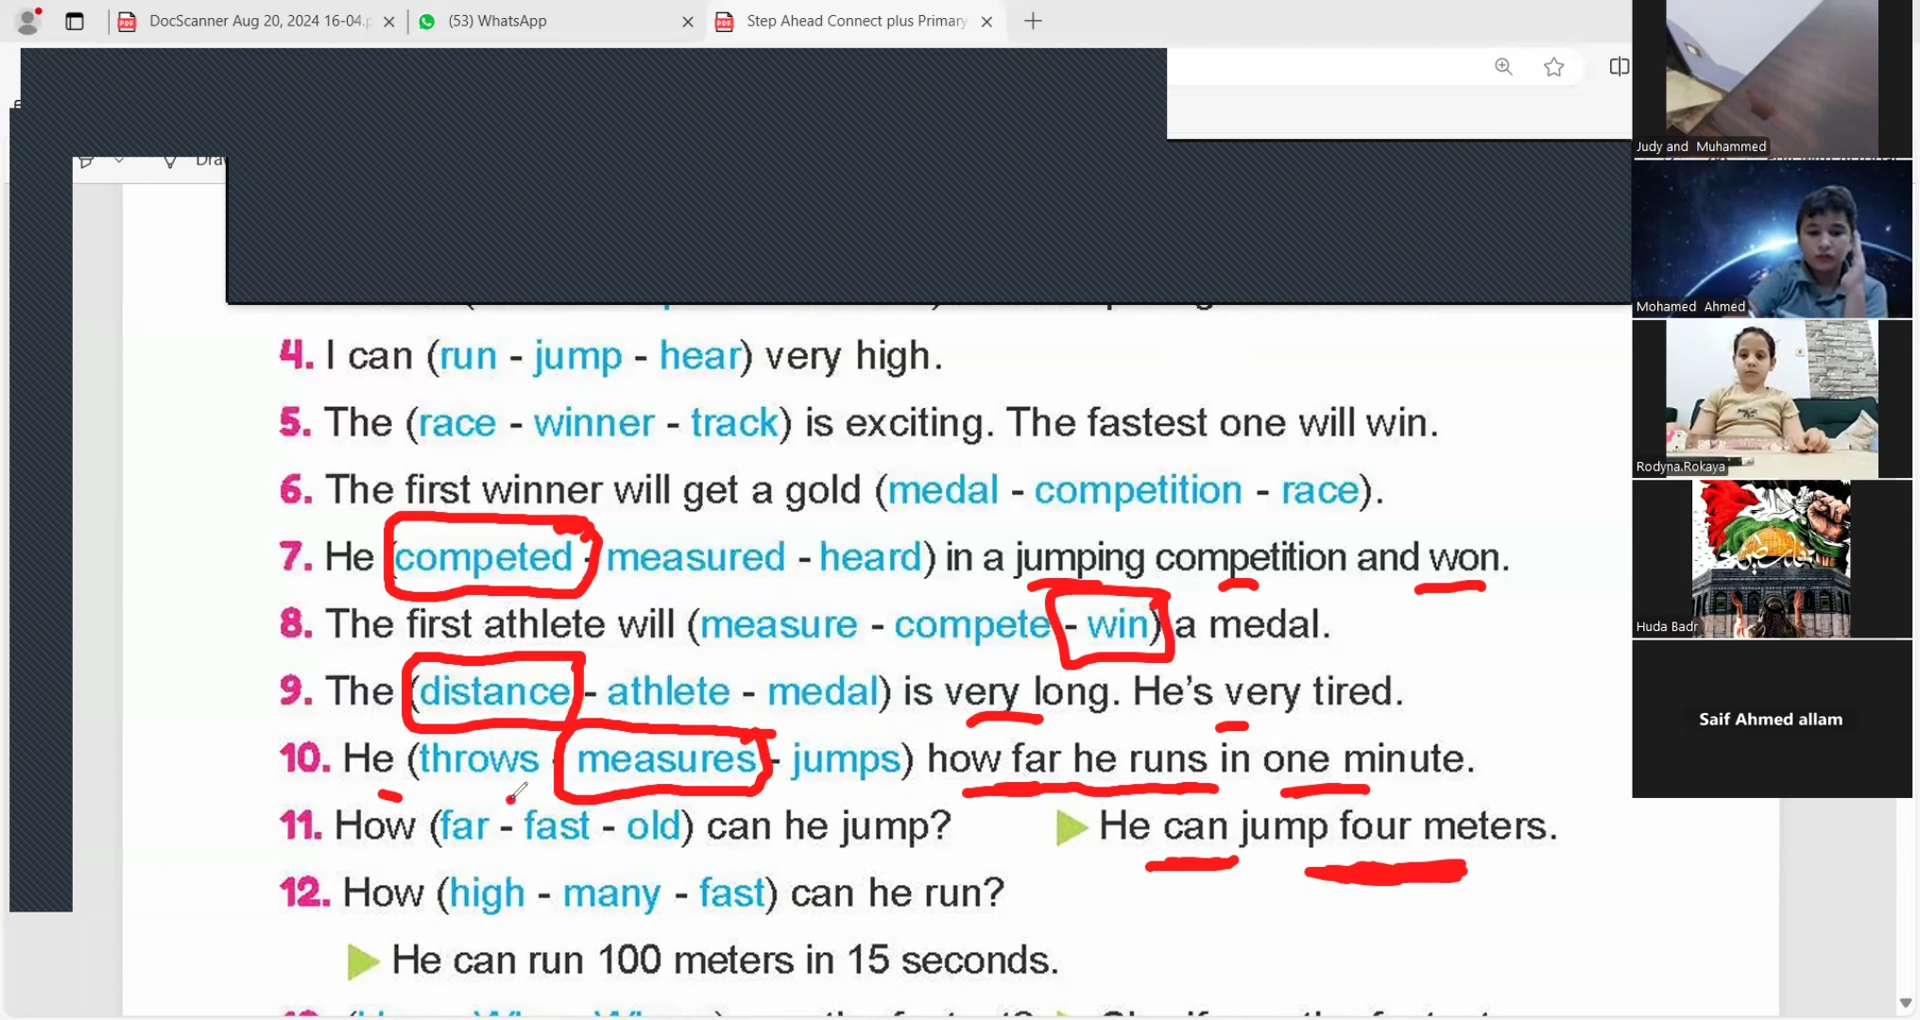 DocScanner Aug 20, 2024 16-04.p
(53) WhatsApp
Step Ahead Connect plus Primary
Judy and Muhammed
Mohamed Ahmed
Rodyna.Rokaya
Huda Badr
Saif Ahmed allam
4. I can (run - jump - hear) very high.
5. The (race - winner - track) is exciting. The fastest one will win.
6. The first winner will get a gold (medal - competition - race).
7. He (competed - measured - heard) in a jumping competition and won.
8. The first athlete will (measure - compete - win) a medal.
9. The (distance - athlete - medal) is very long. He's very tired.
10. He (throws - measures - jumps) how far he runs in one minute.
11. How (far - fast - old) can he jump? ▶ He can jump four meters.
12. How (high - many - fast) can he run?
▶ He can run 100 meters in 15 seconds.